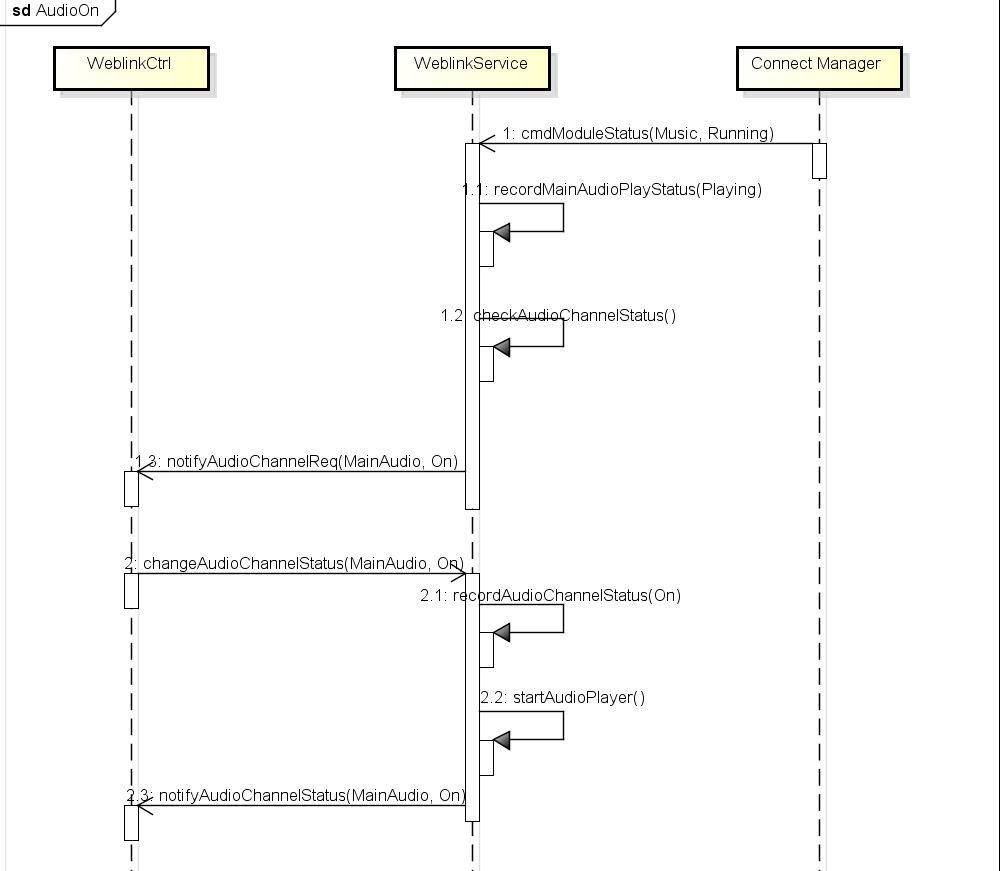 sd AudioOn
WeblinkCtrl
WeblinkService
Connect Manager
1: cmdModuleStatus(Music, Running)
1.1: recordMainAudioPlayStatus(Playing)
1.2: checkAudioChannelStatus()
1.3: notifyAudioChannelReq(MainAudio, On)
2: changeAudioChannelStatus(MainAudio, On)
2.1: recordAudioChannelStatus(On)
2.2: startAudioPlayer()
2.3: notifyAudioChannelStatus(MainAudio, On)